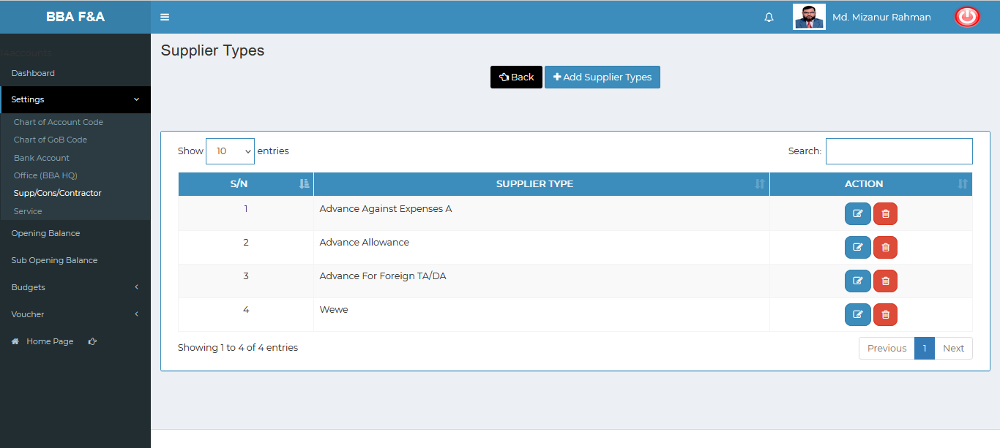 BBA F&A
Md. Mizanur Rahman
Dashboard
Settings
Chart of Account Code
Chart of GoB Code
Bank Account
Office (BBA HQ)
Supp/Cons/Contractor
Service
Opening Balance
Sub Opening Balance
Budgets
Voucher
Home Page
Supplier Types
Back
Add Supplier Types
Show 10 entries
Search:
S/N SUPPLIER TYPE ACTION
1 Advance Against Expenses A
2 Advance Allowance
3 Advance For Foreign TA/DA
4 Wewe
Showing 1 to 4 of 4 entries
Previous 1 Next